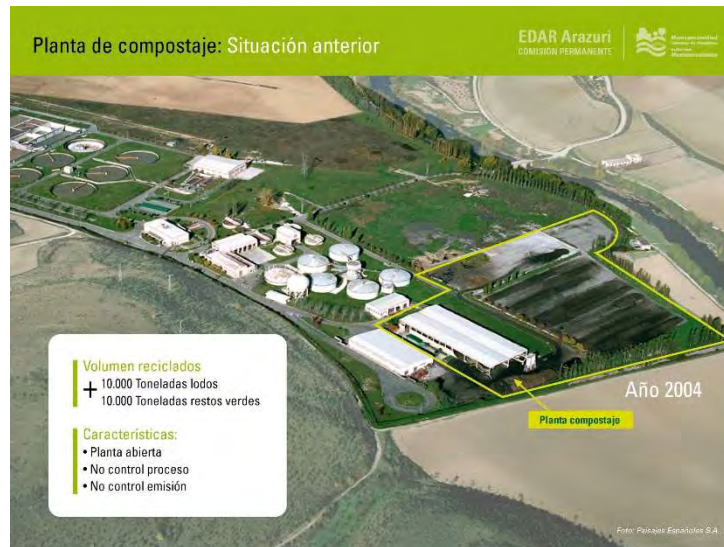 Planta de compostaje: Situación anterior
EDAR Arazuri
COMISIÓN PERMANENTE
Volumen reciclados
+ 10.000 Toneladas lodos
10.000 Toneladas restos verdes
Características:
• Planta abierta
• No control proceso
• No control emisión
Año 2004
Planta compostajo
Foto: Paisajes Españoles S.A.